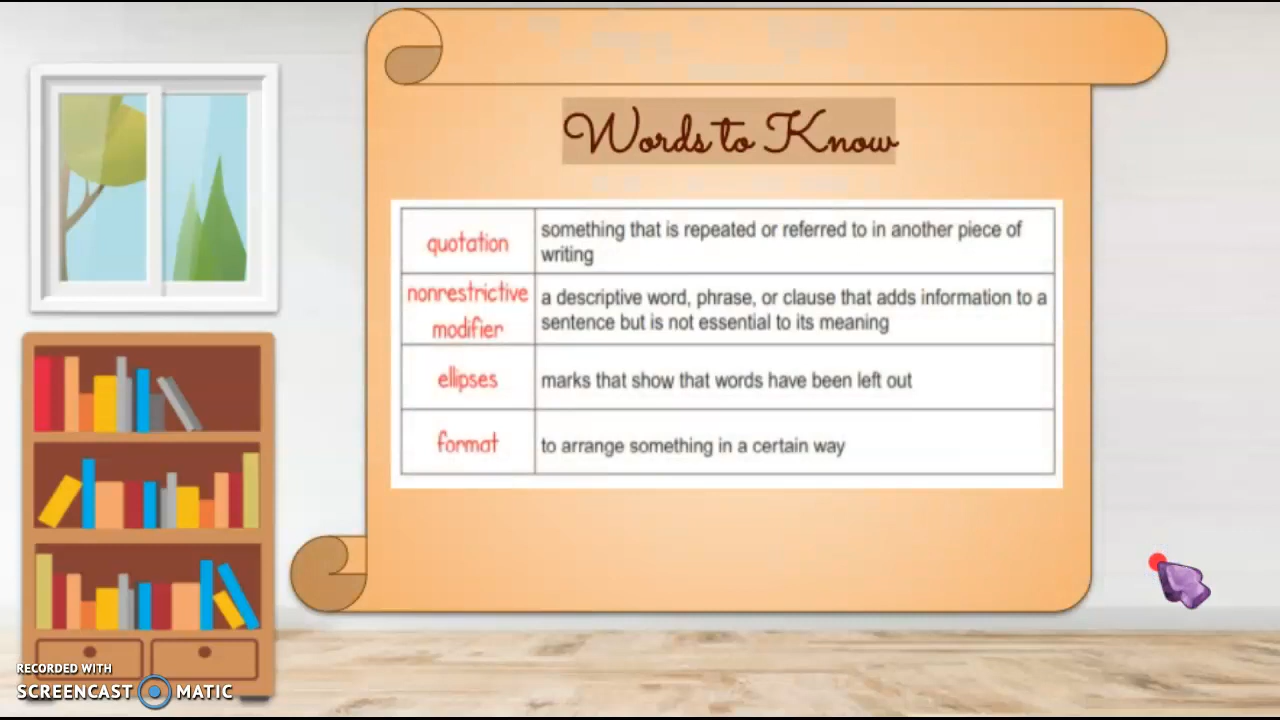 Words to Know
quotation
something that is repeated or referred to in another piece of
writing
nonrestrictive
modifier
a descriptive word, phrase, or clause that adds information to a
sentence but is not essential to its meaning
ellipses
marks that show that words have been left out
format
to arrange something in a certain way
RECORDED WITH
SCREENCAST MATIC